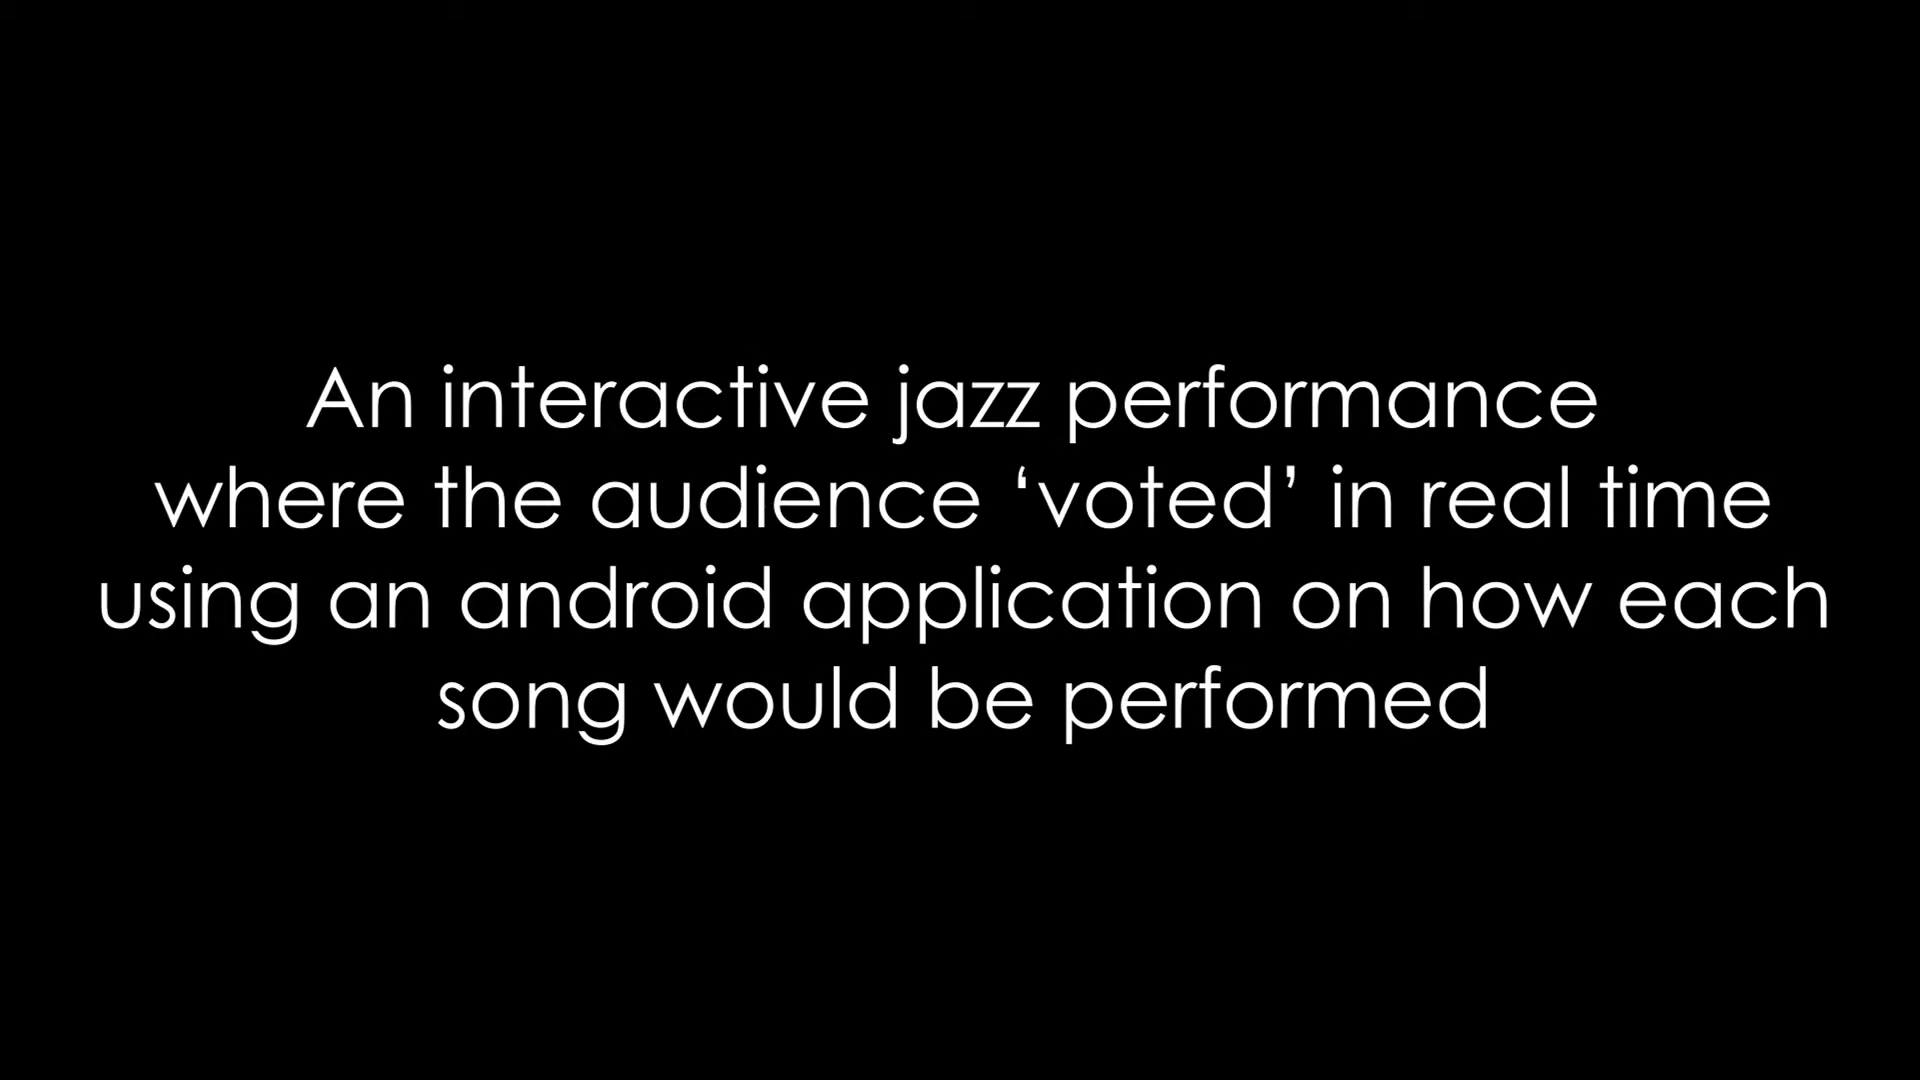 An interactive jazz performance
where the audience ‘voted’ in real time
using an android application on how each
song would be performed